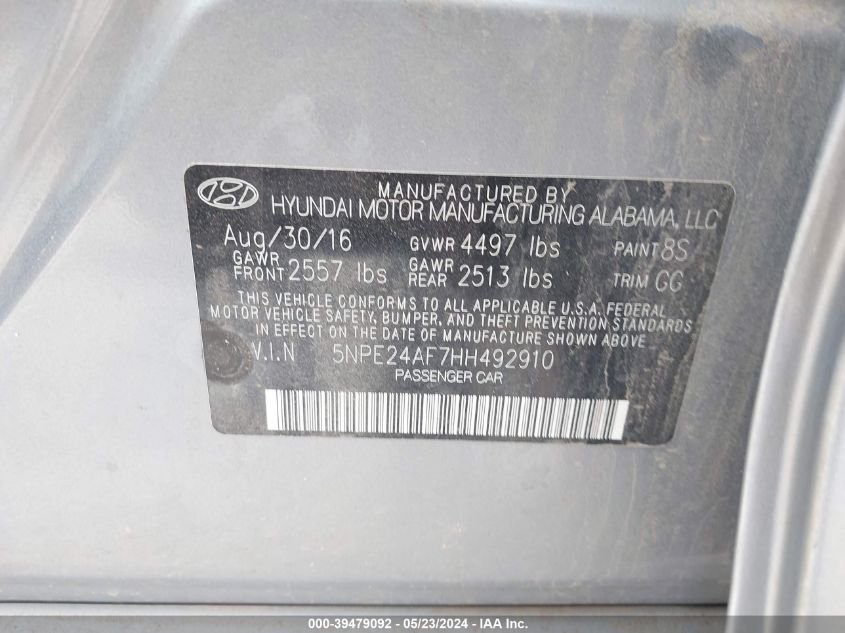 MANUFACTURED BY
HYUNDAI MOTOR MANUFACTURING ALABAMA, LLC
Aug/30/16 GVWR 4497 lbs PAINT 8S
GAWR FRONT 2557 lbs GAWR REAR 2513 lbs TRIM GG
THIS VEHICLE CONFORMS TO ALL APPLICABLE U.S.A. FEDERAL
MOTOR VEHICLE SAFETY, BUMPER, AND THEFT PREVENTION STANDARDS
IN EFFECT ON THE DATE OF MANUFACTURE SHOWN ABOVE.
V.I.N 5NPE24AF7HH492910
PASSENGER CAR
000-39479092 - 05/23/2024 - IAA Inc.